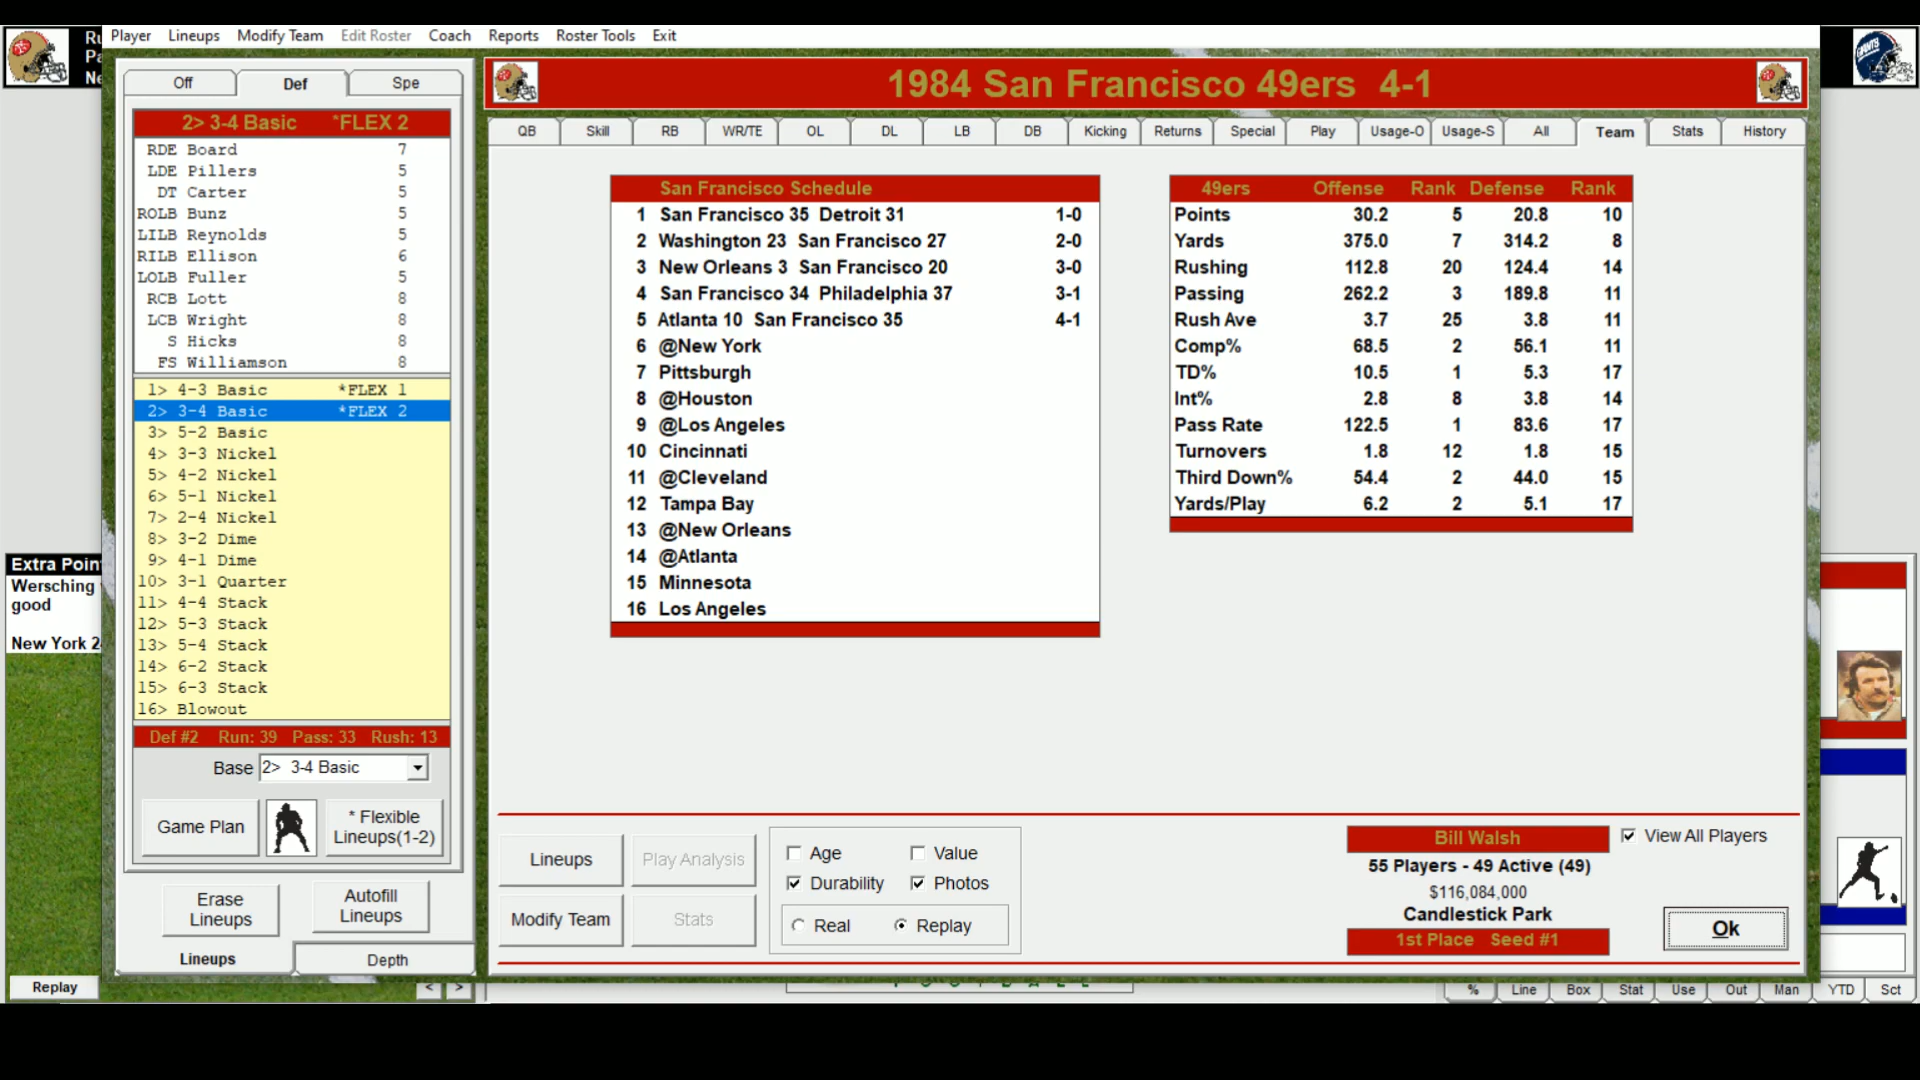 Player Lineups Modify Team Edit Roster Coach Reports Roster Tools Exit
Off Def Spe
2> 3-4 Basic *FLEX 2
RDE Board 7
LDE Pillers 5
DT Carter 5
ROLB Bunz 5
LILB Reynolds 5
RILB Ellison 6
LOLB Fuller 5
RCB Lott 8
LCB Wright 8
S Hicks 8
FS Williamson 8
1> 4-3 Basic *FLEX 1
2> 3-4 Basic *FLEX 2
3> 5-2 Basic
4> 3-3 Nickel
5> 4-2 Nickel
6> 5-1 Nickel
7> 2-4 Nickel
8> 3-2 Dime
9> 4-1 Dime
10> 3-1 Quarter
11> 4-4 Stack
12> 5-3 Stack
13> 5-4 Stack
14> 6-2 Stack
15> 6-3 Stack
16> Blowout
Def #2 Run: 39 Pass: 33 Rush: 13
Base 2> 3-4 Basic
Game Plan
* Flexible
Lineups(1-2)
Erase
Lineups
Autofill
Lineups
Lineups Depth
1984 San Francisco 49ers 4-1
QB Skill RB WR/TE OL DL LB DB Kicking Returns Special Play Usage-O Usage-S All Team Stats History
San Francisco Schedule
1 San Francisco 35 Detroit 31 1-0
2 Washington 23 San Francisco 27 2-0
3 New Orleans 3 San Francisco 20 3-0
4 San Francisco 34 Philadelphia 37 3-1
5 Atlanta 10 San Francisco 35 4-1
6 @New York
7 Pittsburgh
8 @Houston
9 @Los Angeles
10 Cincinnati
11 @Cleveland
12 Tampa Bay
13 @New Orleans
14 @Atlanta
15 Minnesota
16 Los Angeles
49ers Offense Rank Defense Rank
Points 30.2 5 20.8 10
Yards 375.0 7 314.2 8
Rushing 112.8 20 124.4 14
Passing 262.2 3 189.8 11
Rush Ave 3.7 25 3.8 11
Comp% 68.5 2 56.1 11
TD% 10.5 1 5.3 17
Int% 2.8 8 3.8 14
Pass Rate 122.5 1 83.6 17
Turnovers 1.8 12 1.8 15
Third Down% 54.4 2 44.0 15
Yards/Play 6.2 2 5.1 17
Lineups Play Analysis
Modify Team Stats
Age Value
Durability Photos
Real Replay
Bill Walsh
55 Players - 49 Active (49)
$116,084,000
Candlestick Park
1st Place Seed #1
View All Players
Ok
Extra Poin
Wersching
good
New York 2
Replay
< >
% Line Box Stat Use Out Man YTD Sct